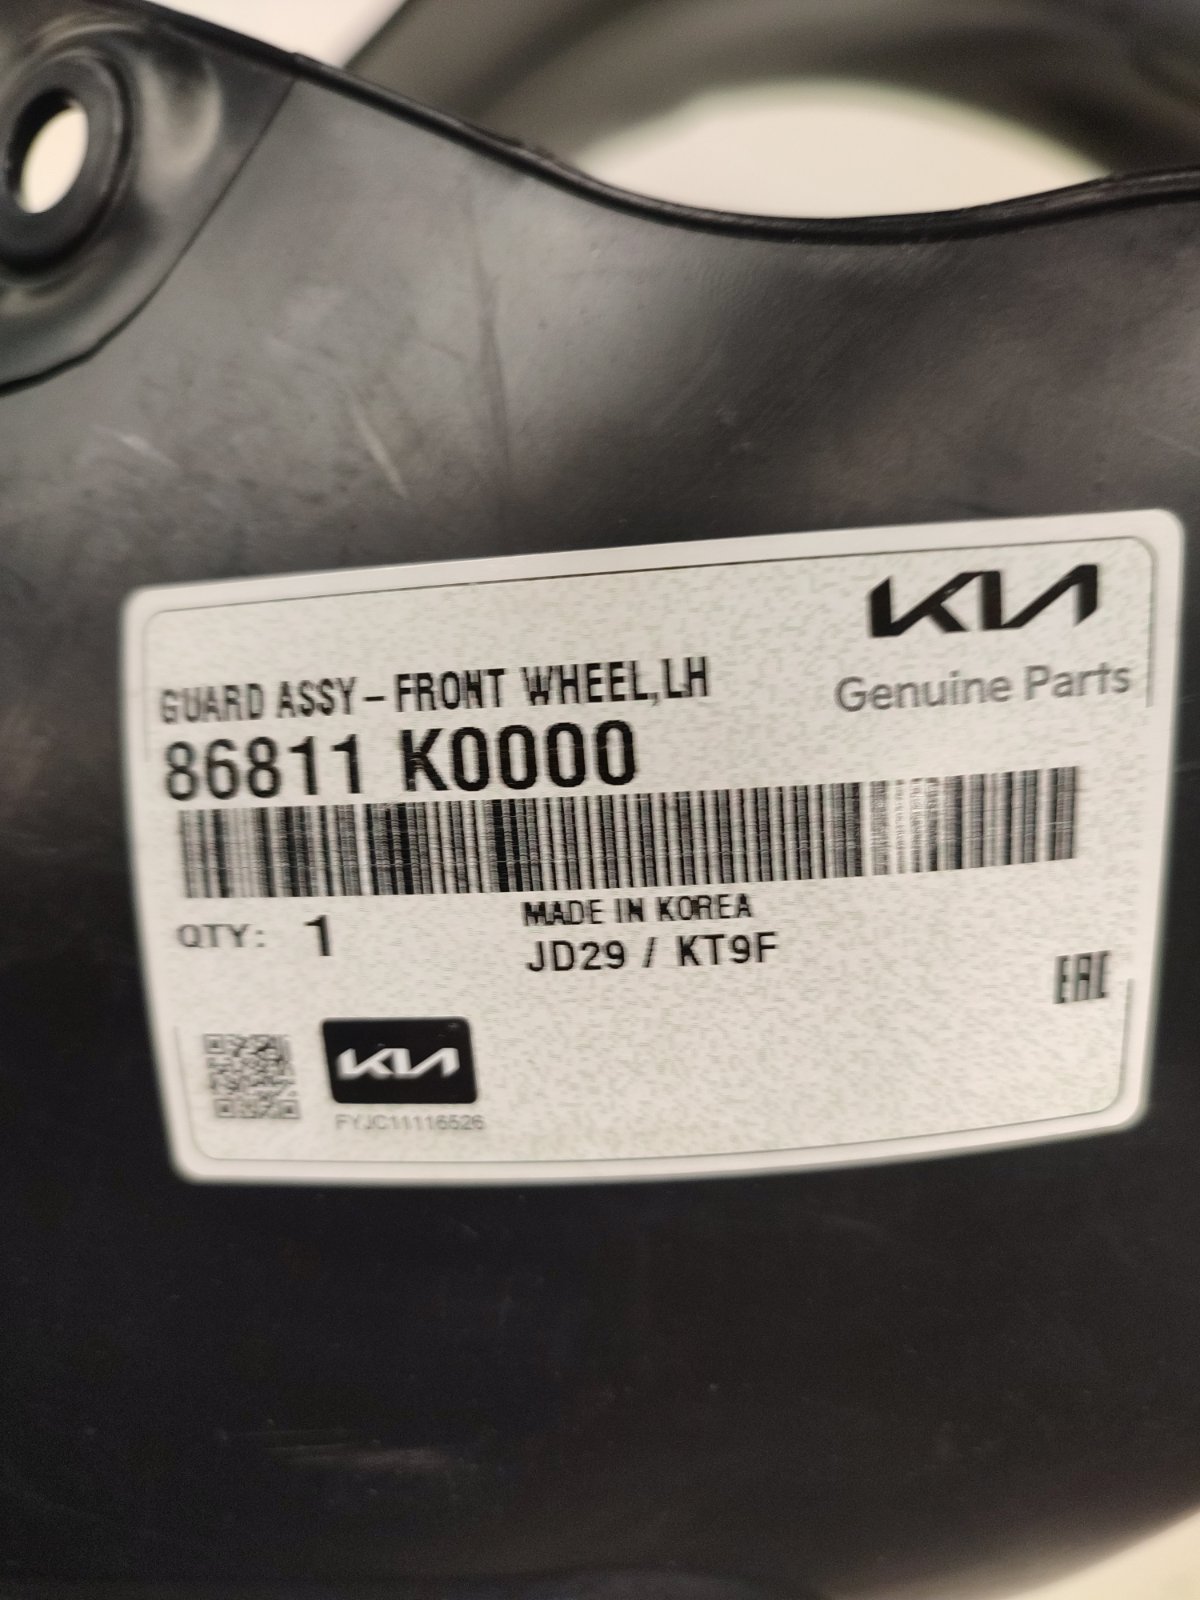 KIA
Genuine Parts
GUARD ASSY-FRONT WHEEL,LH
86811 K0000
QTY: 1
MADE IN KOREA
JD29 / KT9F
EAC
KIA
FYJC11116526